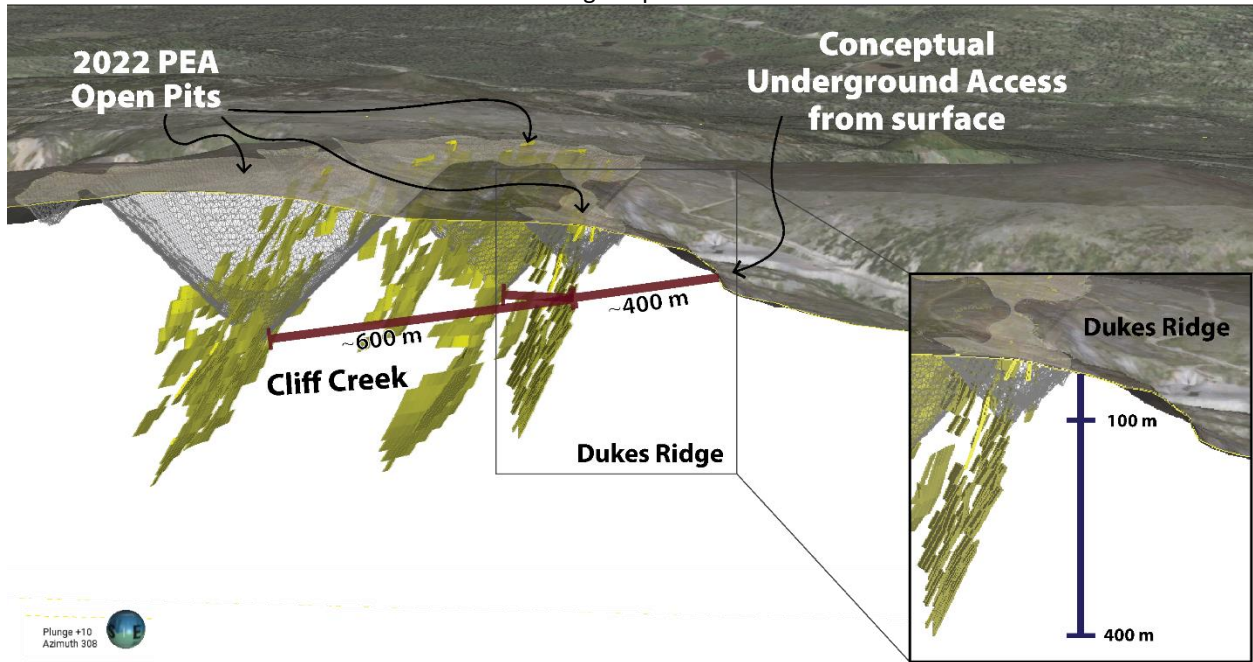 2022 PEA
Open Pits
Conceptual
Underground Access
from surface
~400 m
~600 m
Cliff Creek
Dukes Ridge
Dukes Ridge
100 m
400 m
Plunge +10
Azimuth 308
S E